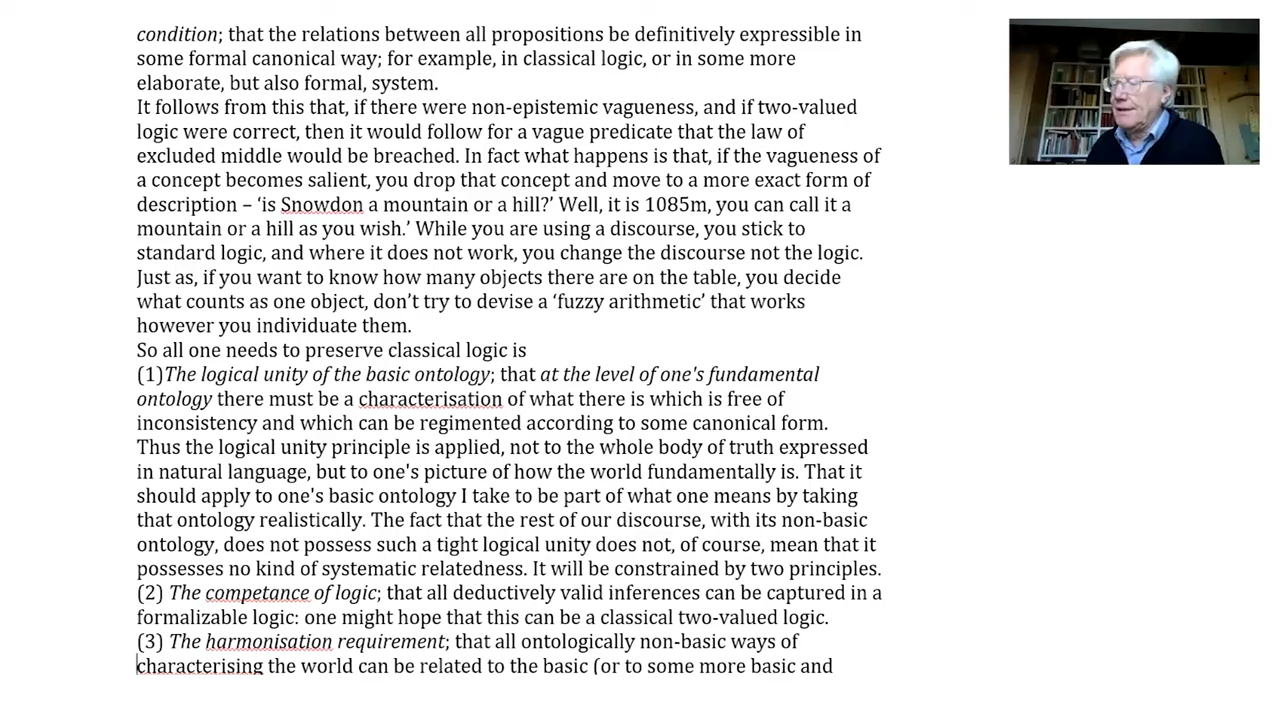 condition; that the relations between all propositions be definitively expressible in
some formal canonical way; for example, in classical logic, or in some more
elaborate, but also formal, system.
It follows from this that, if there were non-epistemic vagueness, and if two-valued
logic were correct, then it would follow for a vague predicate that the law of
excluded middle would be breached. In fact what happens is that, if the vagueness of
a concept becomes salient, you drop that concept and move to a more exact form of
description – ‘is Snowdon a mountain or a hill?’ Well, it is 1085m, you can call it a
mountain or a hill as you wish.’ While you are using a discourse, you stick to
standard logic, and where it does not work, you change the discourse not the logic.
Just as, if you want to know how many objects there are on the table, you decide
what counts as one object, don’t try to devise a ‘fuzzy arithmetic’ that works
however you individuate them.
So all one needs to preserve classical logic is
(1)The logical unity of the basic ontology; that at the level of one's fundamental
ontology there must be a characterisation of what there is which is free of
inconsistency and which can be regimented according to some canonical form.
Thus the logical unity principle is applied, not to the whole body of truth expressed
in natural language, but to one's picture of how the world fundamentally is. That it
should apply to one's basic ontology I take to be part of what one means by taking
that ontology realistically. The fact that the rest of our discourse, with its non-basic
ontology, does not possess such a tight logical unity does not, of course, mean that it
possesses no kind of systematic relatedness. It will be constrained by two principles.
(2) The competance of logic; that all deductively valid inferences can be captured in a
formalizable logic: one might hope that this can be a classical two-valued logic.
(3) The harmonisation requirement; that all ontologically non-basic ways of
characterising the world can be related to the basic (or to some more basic and